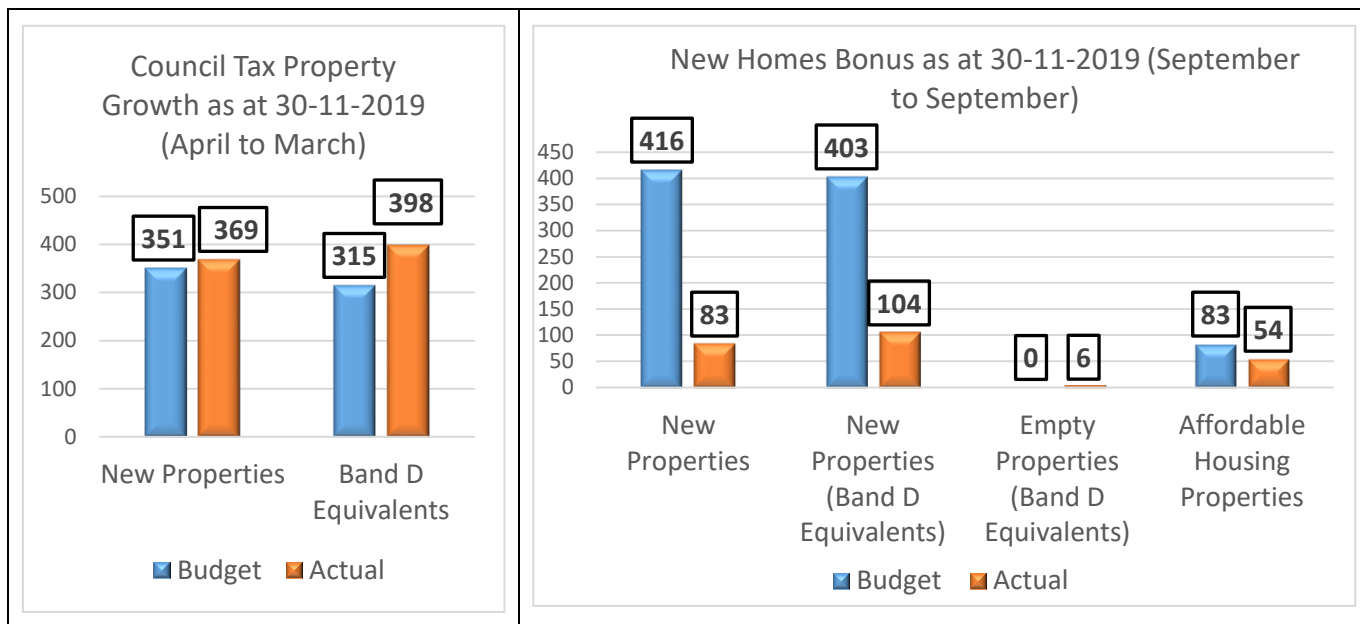 Council Tax Property
Growth as at 30-11-2019
(April to March)
500
400
300
200
100
0
351
369
315
398
New Properties
Band D
Equivalents
Budget
Actual
New Homes Bonus as at 30-11-2019 (September
to September)
450
400
350
300
250
200
150
100
50
0
416
83
403
104
0
6
83
54
New
Properties
New
Properties
(Band D
Equivalents)
Empty
Properties
(Band D
Equivalents)
Affordable
Housing
Properties
Budget
Actual